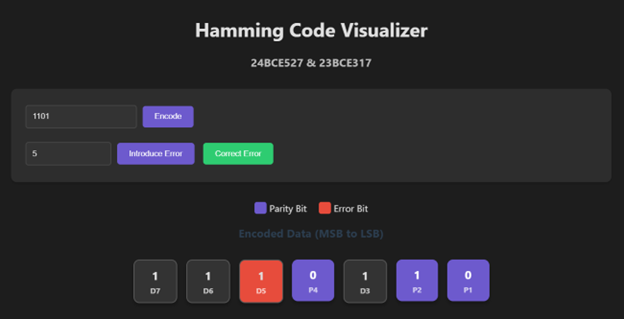 Hamming Code Visualizer
24BCE527 & 23BCE317
1101 Encode
5 Introduce Error Correct Error
Parity Bit Error Bit
Encoded Data (MSB to LSB)
1 1 1 0 1 1 0
D7 D6 D5 P4 D3 P2 P1